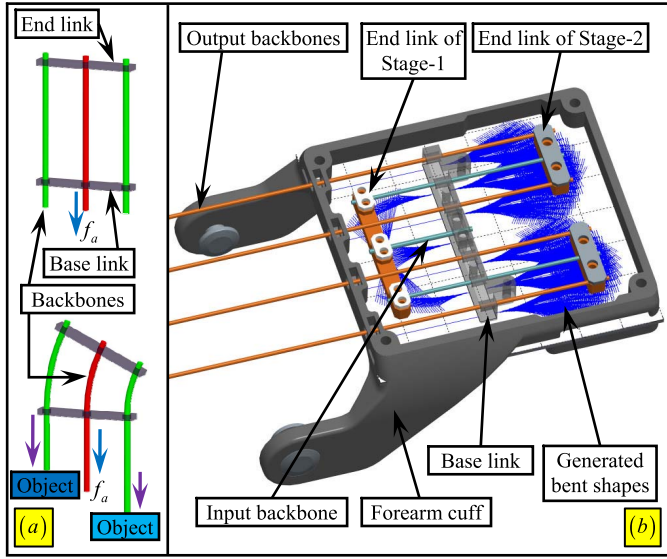 End link
f_a
Base link
Backbones
Object
f_a
Object
(a)
Output backbones
End link of
Stage-1
End link of Stage-2
Input backbone
Forearm cuff
Base link
Generated
bent shapes
(b)